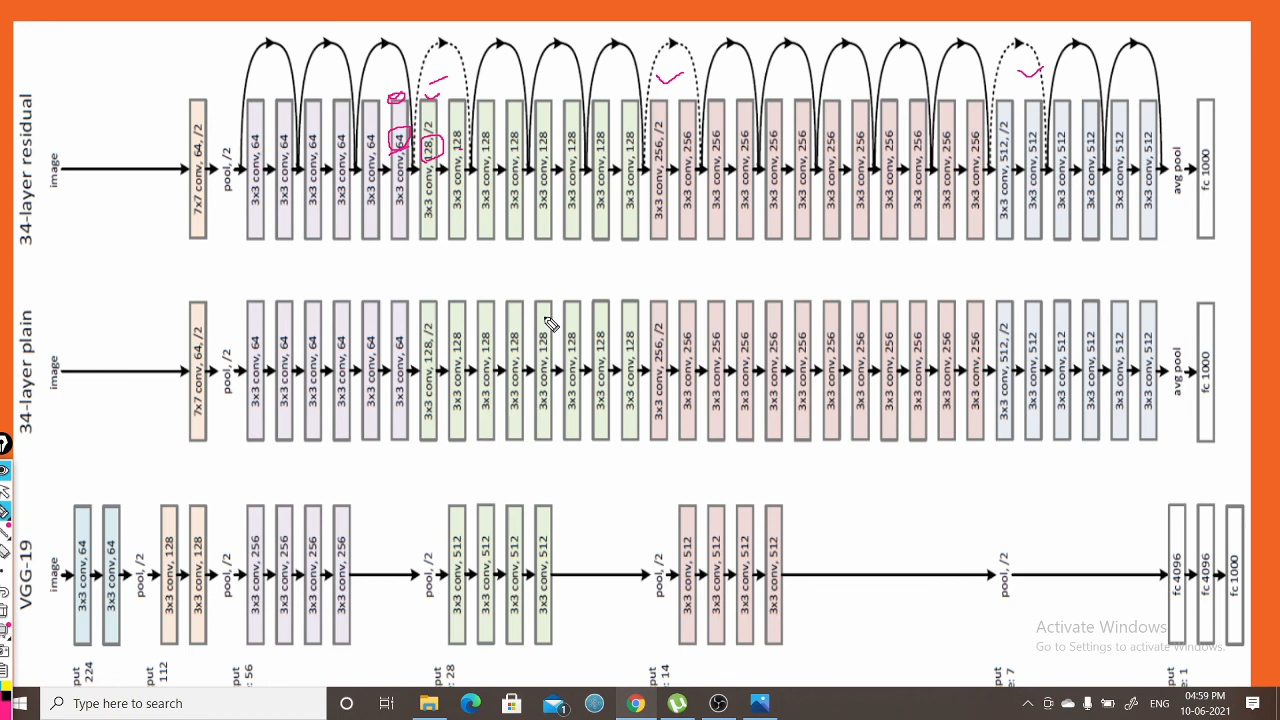 34-layer residual
image
7x7 conv, 64, /2
pool, /2
3x3 conv, 64
3x3 conv, 64
3x3 conv, 64
3x3 conv, 64
3x3 conv, 64
3x3 conv, 64
3x3 conv, 128, /2
3x3 conv, 128
3x3 conv, 128
3x3 conv, 128
3x3 conv, 128
3x3 conv, 128
3x3 conv, 128
3x3 conv, 128
3x3 conv, 256, /2
3x3 conv, 256
3x3 conv, 256
3x3 conv, 256
3x3 conv, 256
3x3 conv, 256
3x3 conv, 256
3x3 conv, 256
3x3 conv, 256
3x3 conv, 256
3x3 conv, 256
3x3 conv, 256
3x3 conv, 512, /2
3x3 conv, 512
3x3 conv, 512
3x3 conv, 512
3x3 conv, 512
3x3 conv, 512
avg pool
fc 1000
34-layer plain
image
7x7 conv, 64, /2
pool, /2
3x3 conv, 64
3x3 conv, 64
3x3 conv, 64
3x3 conv, 64
3x3 conv, 64
3x3 conv, 64
3x3 conv, 128, /2
3x3 conv, 128
3x3 conv, 128
3x3 conv, 128
3x3 conv, 128
3x3 conv, 128
3x3 conv, 128
3x3 conv, 128
3x3 conv, 256, /2
3x3 conv, 256
3x3 conv, 256
3x3 conv, 256
3x3 conv, 256
3x3 conv, 256
3x3 conv, 256
3x3 conv, 256
3x3 conv, 256
3x3 conv, 256
3x3 conv, 256
3x3 conv, 256
3x3 conv, 512, /2
3x3 conv, 512
3x3 conv, 512
3x3 conv, 512
3x3 conv, 512
3x3 conv, 512
avg pool
fc 1000
VGG-19
image
3x3 conv, 64
3x3 conv, 64
pool, /2
3x3 conv, 128
3x3 conv, 128
pool, /2
3x3 conv, 256
3x3 conv, 256
3x3 conv, 256
3x3 conv, 256
pool, /2
3x3 conv, 512
3x3 conv, 512
3x3 conv, 512
3x3 conv, 512
pool, /2
3x3 conv, 512
3x3 conv, 512
3x3 conv, 512
3x3 conv, 512
pool, /2
fc 4096
fc 4096
fc 1000
put
224
put
112
put
: 56
put
: 28
put
: 14
put
: 7
put
: 1
Activate Windows
Go to Settings to activate Windows.
Type here to search
1
ENG
04:59 PM
10-06-2021